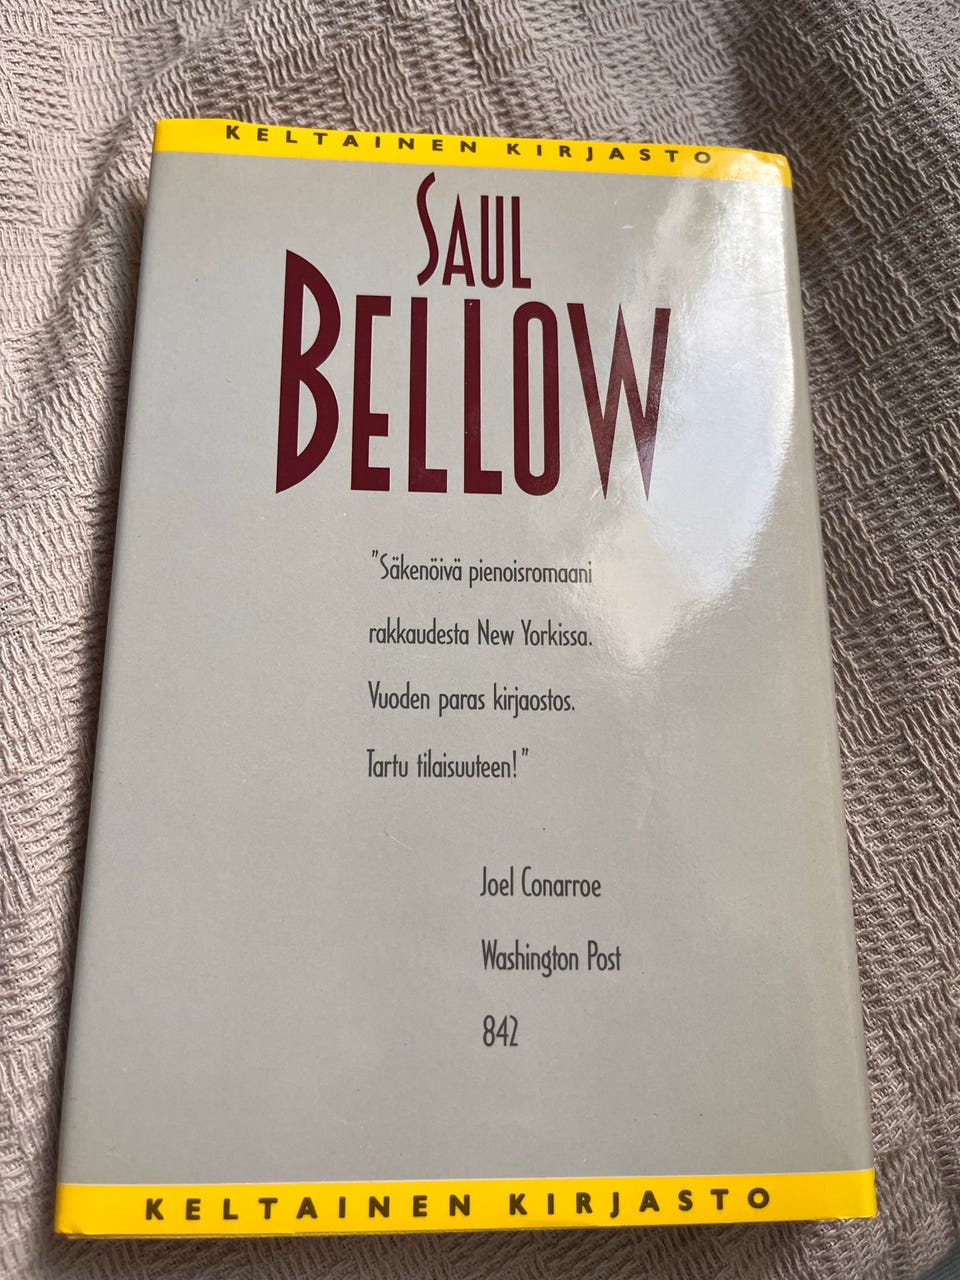 KELTAINEN KIRJASTO
SAUL
BELLOW
"Säkenöivä pienoisromaani
rakkaudesta New Yorkissa.
Vuoden paras kirjaostos.
Tartu tilaisuuteen!"
Joel Conarroe
Washington Post
842
KELTAINEN KIRJASTO